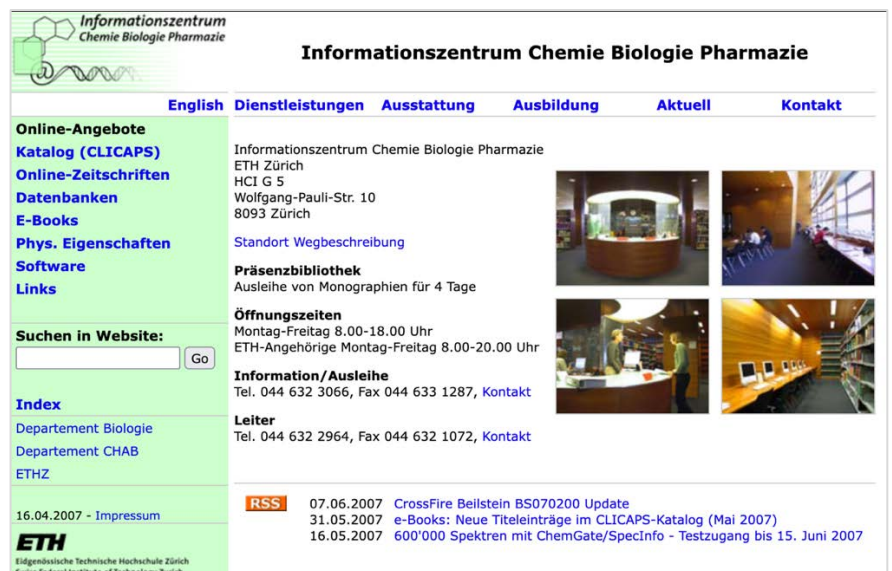 Informationszentrum
Chemie Biologie Pharmazie
Informationszentrum Chemie Biologie Pharmazie
English Dienstleistungen Ausstattung Ausbildung Aktuell Kontakt
Online-Angebote
Katalog (CLICAPS)
Online-Zeitschriften
Datenbanken
E-Books
Phys. Eigenschaften
Software
Links
Suchen in Website:
Go
Index
Departement Biologie
Departement CHAB
ETHZ
16.04.2007 - Impressum
ETH
Eidgenössische Technische Hochschule Zürich
Swiss Federal Institute of Technology Zurich
Informationszentrum Chemie Biologie Pharmazie
ETH Zürich
HCI G 5
Wolfgang-Pauli-Str. 10
8093 Zürich
Standort Wegbeschreibung
Präsenzbibliothek
Ausleihe von Monographien für 4 Tage
Öffnungszeiten
Montag-Freitag 8.00-18.00 Uhr
ETH-Angehörige Montag-Freitag 8.00-20.00 Uhr
Information/Ausleihe
Tel. 044 632 3066, Fax 044 633 1287, Kontakt
Leiter
Tel. 044 632 2964, Fax 044 632 1072, Kontakt
RSS 07.06.2007 CrossFire Beilstein BS070200 Update
31.05.2007 e-Books: Neue Titeleinträge im CLICAPS-Katalog (Mai 2007)
16.05.2007 600'000 Spektren mit ChemGate/SpecInfo - Testzugang bis 15. Juni 2007